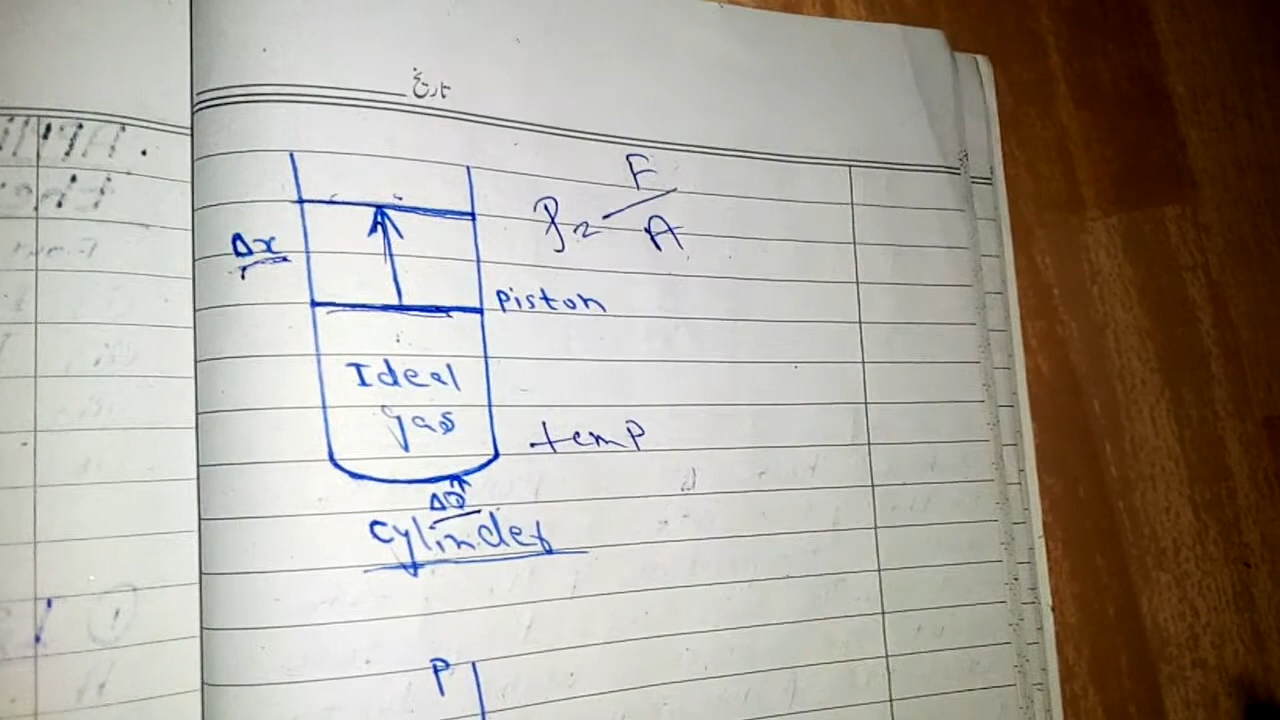 تاریخ
F
P = —
A
Δx
piston
Ideal
gas
temp
ΔQ
cylinder
P